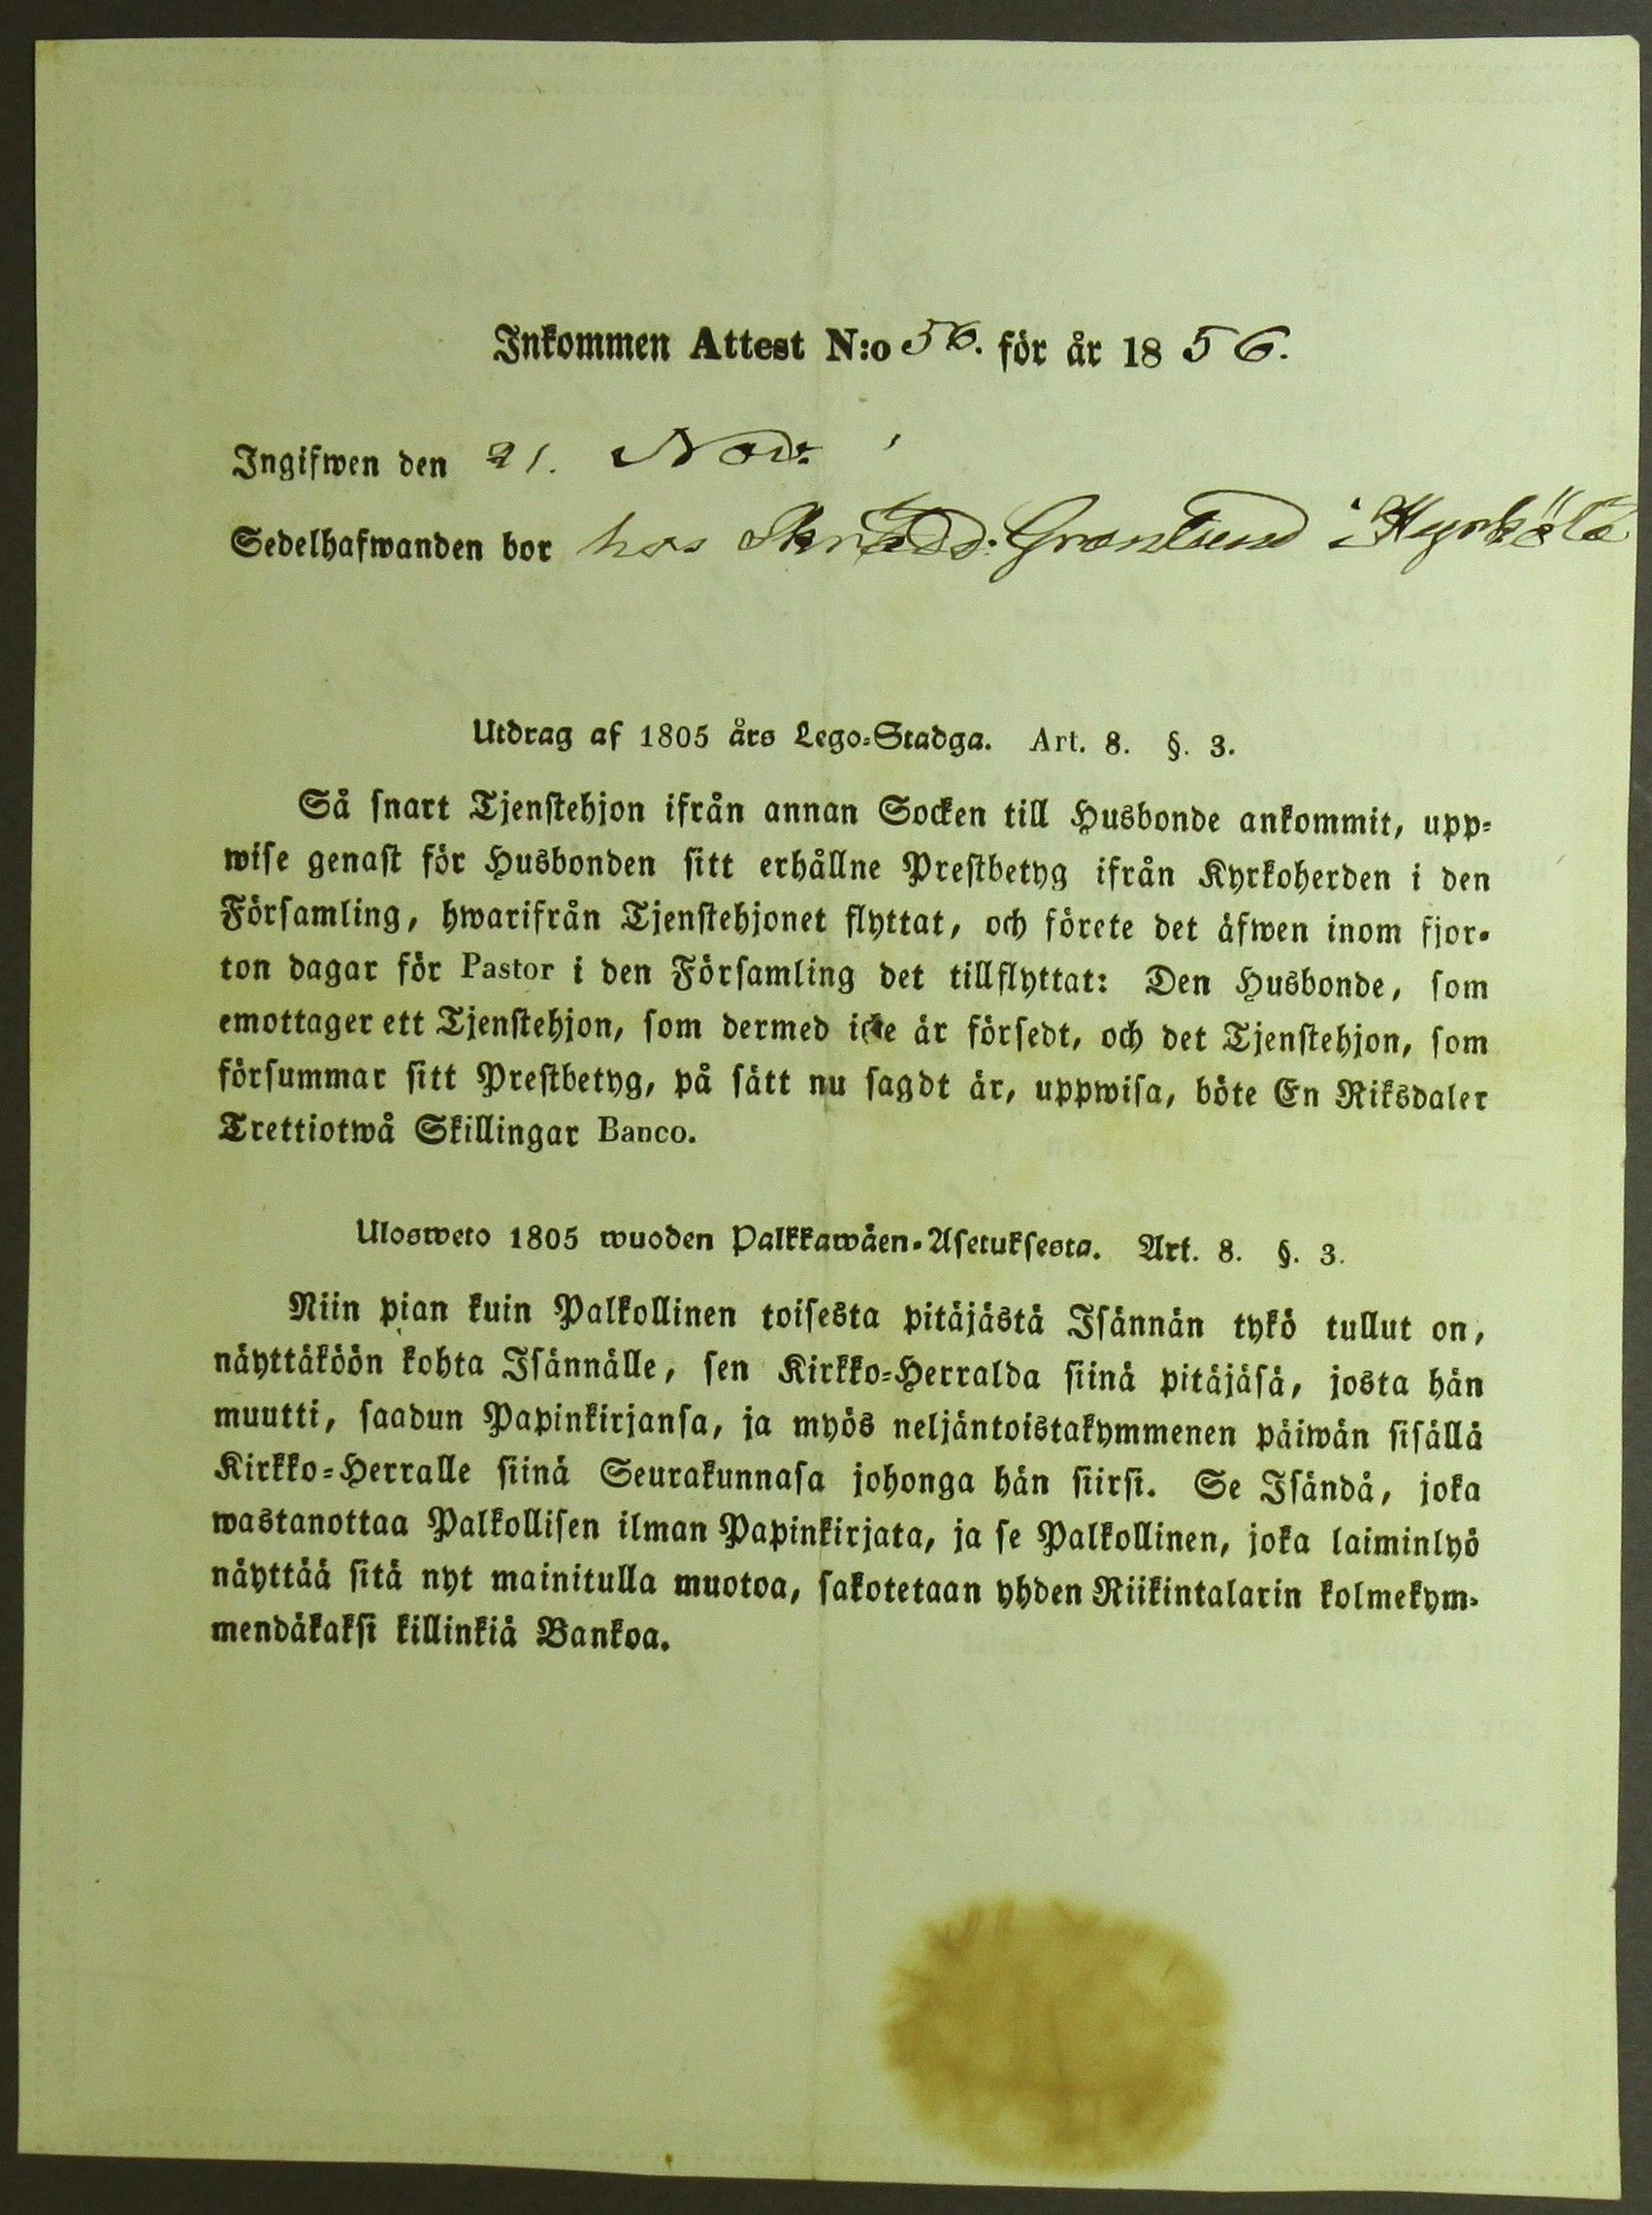 Inkommen Attest N:o 56. för år 1856.
Ingifwen den 21. Nov.
Sedelhafwanden bor hos Skrädd. Grönlund i Kyrkölä
Utdrag af 1805 års Lego-Stadga. Art. 8. §. 3.
Så snart Tjenstehjon ifrån annan Socken till Husbonde ankommit, upp-
wise genast för Husbonden sitt erhållne Prestbetyg ifrån Kyrkoherden i den
Församling, hwarifrån Tjenstehjonet flyttat, och förete det äfwen inom fjor-
ton dagar för Pastor i den Församling det tillflyttat: Den Husbonde, som
emottager ett Tjenstehjon, som dermed icke är försedt, och det Tjenstehjon, som
försummar sitt Prestbetyg, på sätt nu sagdt är, uppwisa, böte En Riksdaler
Trettiotwå Skillingar Banco.
Ulosweto 1805 wuoden Palkkawäen-Asetuksesta. Art. 8. §. 3.
Niin pian kuin Palkollinen toisesta pitäjästä Isännän tykö tullut on,
näyttäköön kohta Isännälle, sen Kirkko-Herralda siinä pitäjäsä, josta hän
muutti, saadun Papinkirjansa, ja myös neljäntoistakymmenen päiwän sisällä
Kirkko-Herralle siinä Seurakunnasa johonga hän siirsi. Se Isändä, joka
wastanottaa Palkollisen ilman Papinkirjata, ja se Palkollinen, joka laiminlyö
näyttää sitä nyt mainitulla muotoa, sakotetaan yhden Riikintalarin kolmekym-
mendäkaksi killinkiä Bankoa.